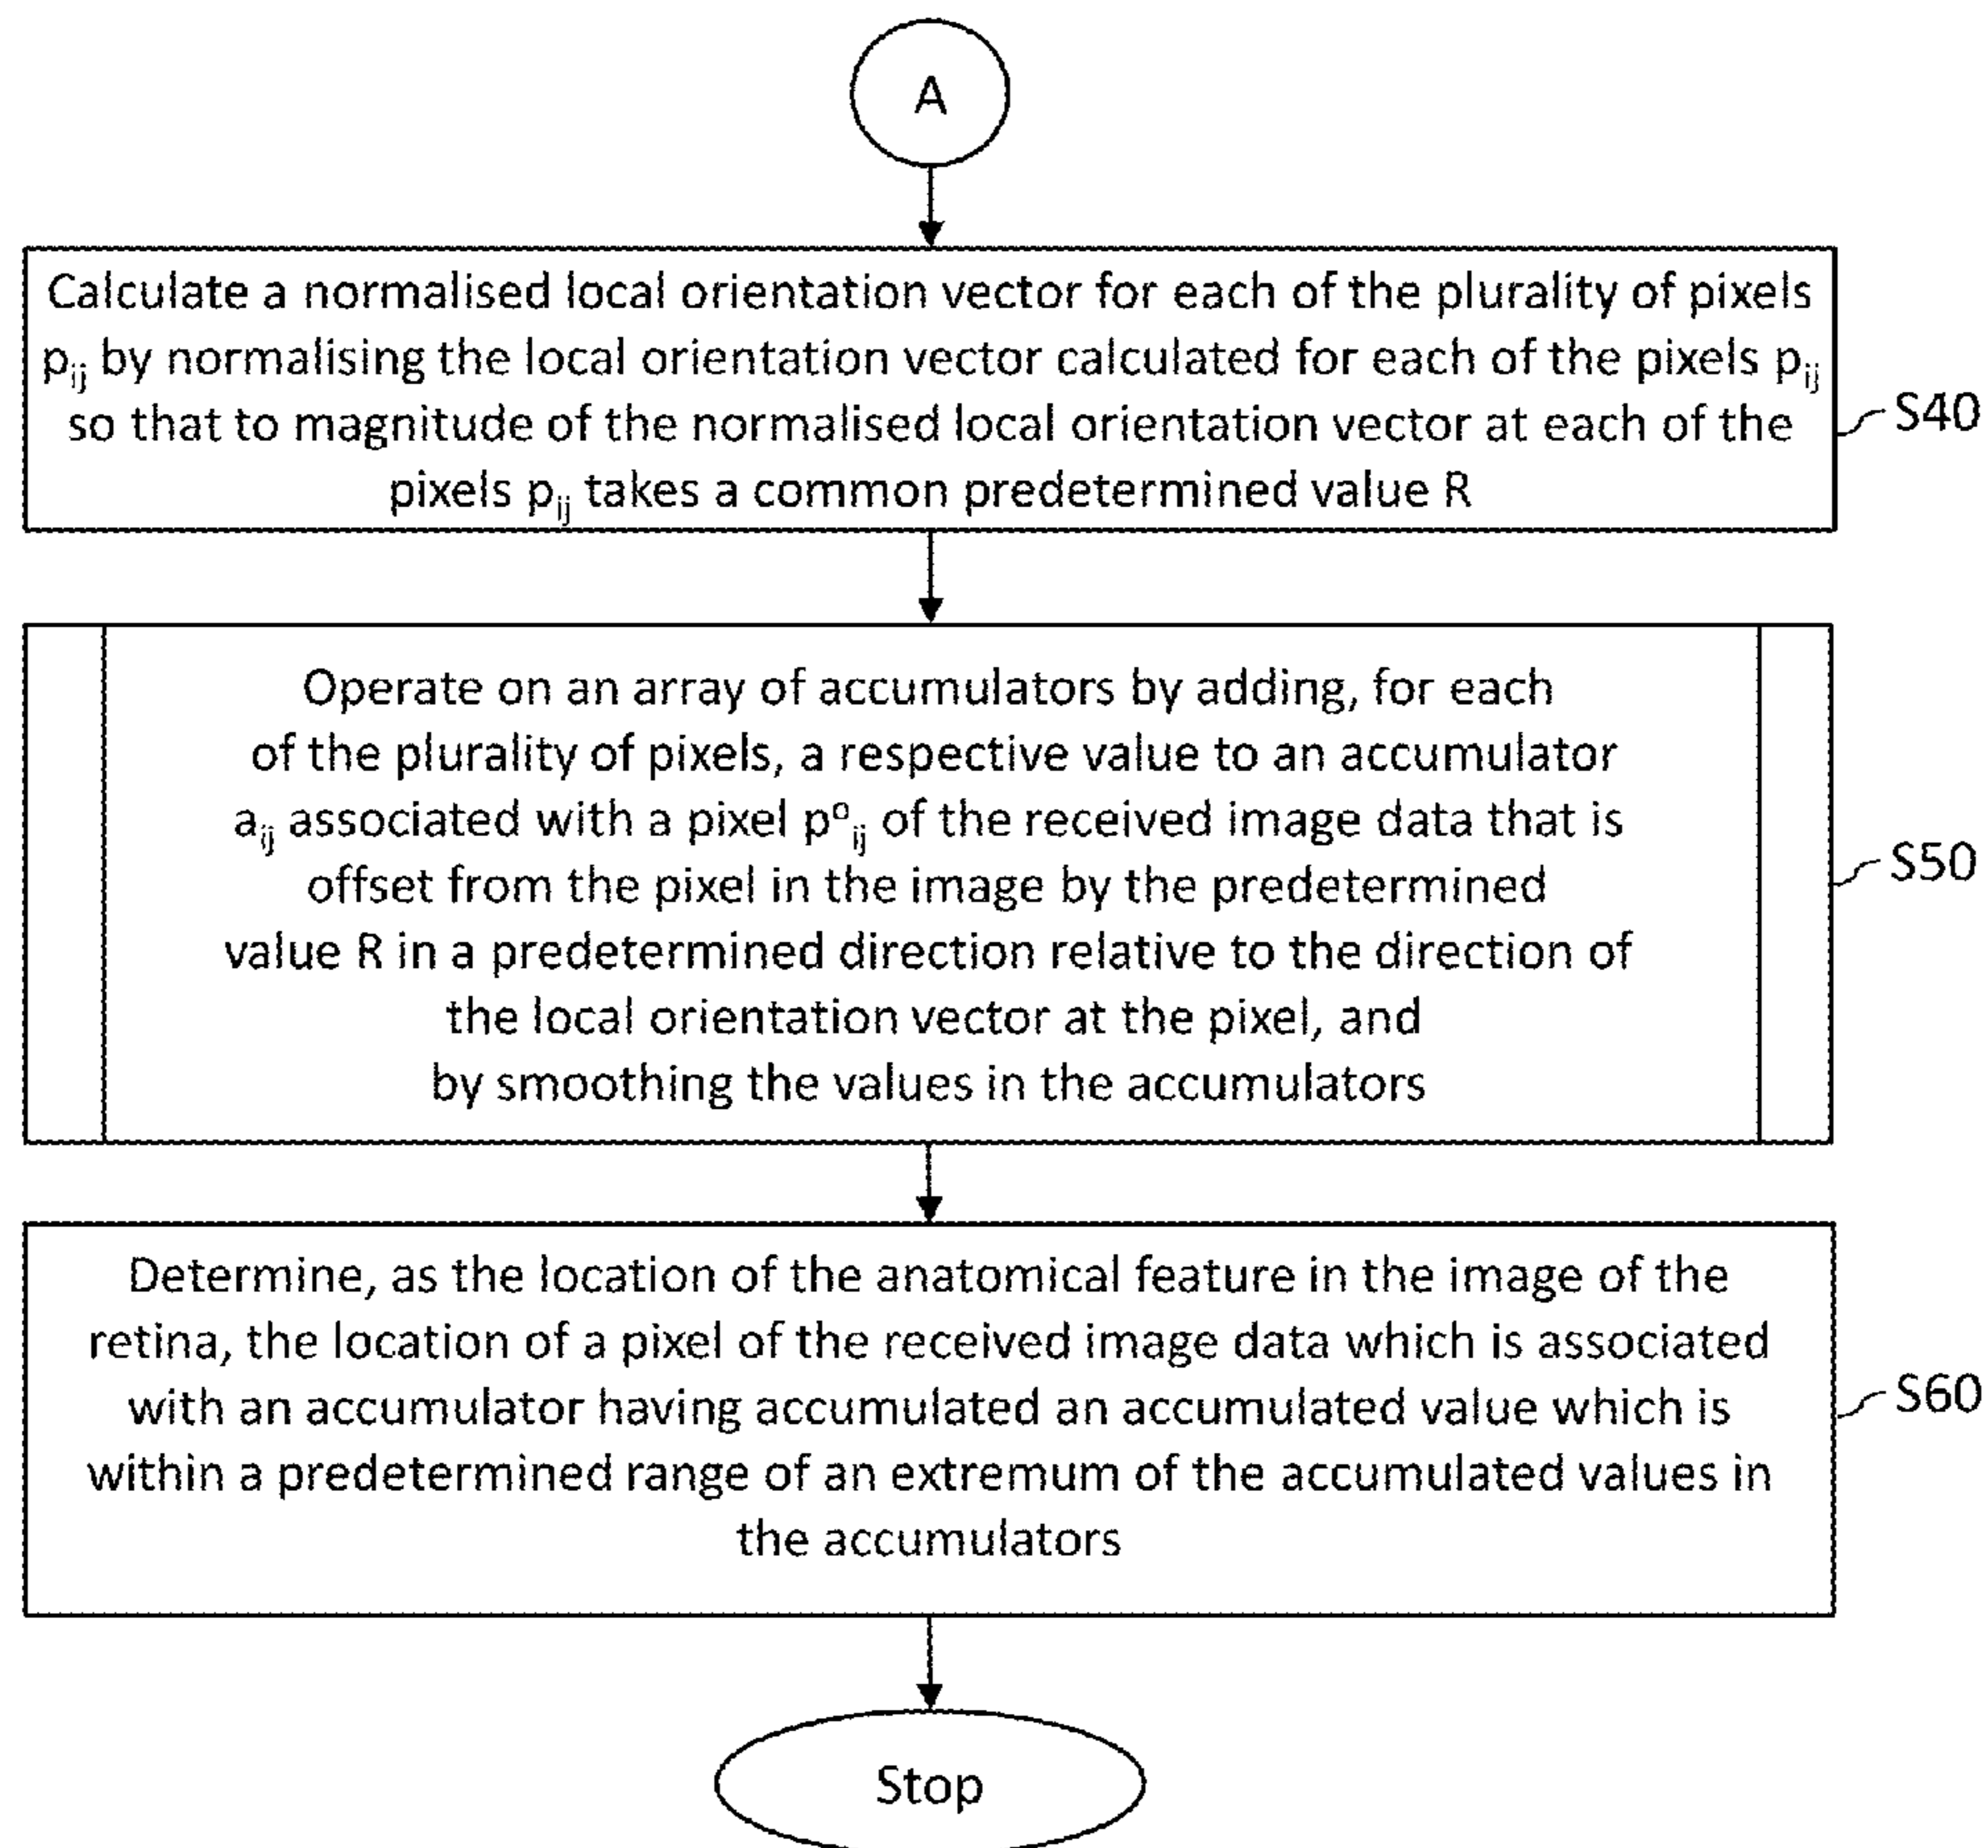 A
Calculate a normalised local orientation vector for each of the plurality of pixels
pij by normalising the local orientation vector calculated for each of the pixels pij
so that to magnitude of the normalised local orientation vector at each of the
pixels pij takes a common predetermined value R
S40
Operate on an array of accumulators by adding, for each
of the plurality of pixels, a respective value to an accumulator
aij associated with a pixel poij of the received image data that is
offset from the pixel in the image by the predetermined
value R in a predetermined direction relative to the direction of
the local orientation vector at the pixel, and
by smoothing the values in the accumulators
S50
Determine, as the location of the anatomical feature in the image of the
retina, the location of a pixel of the received image data which is associated
with an accumulator having accumulated an accumulated value which is
within a predetermined range of an extremum of the accumulated values in
the accumulators
S60
Stop